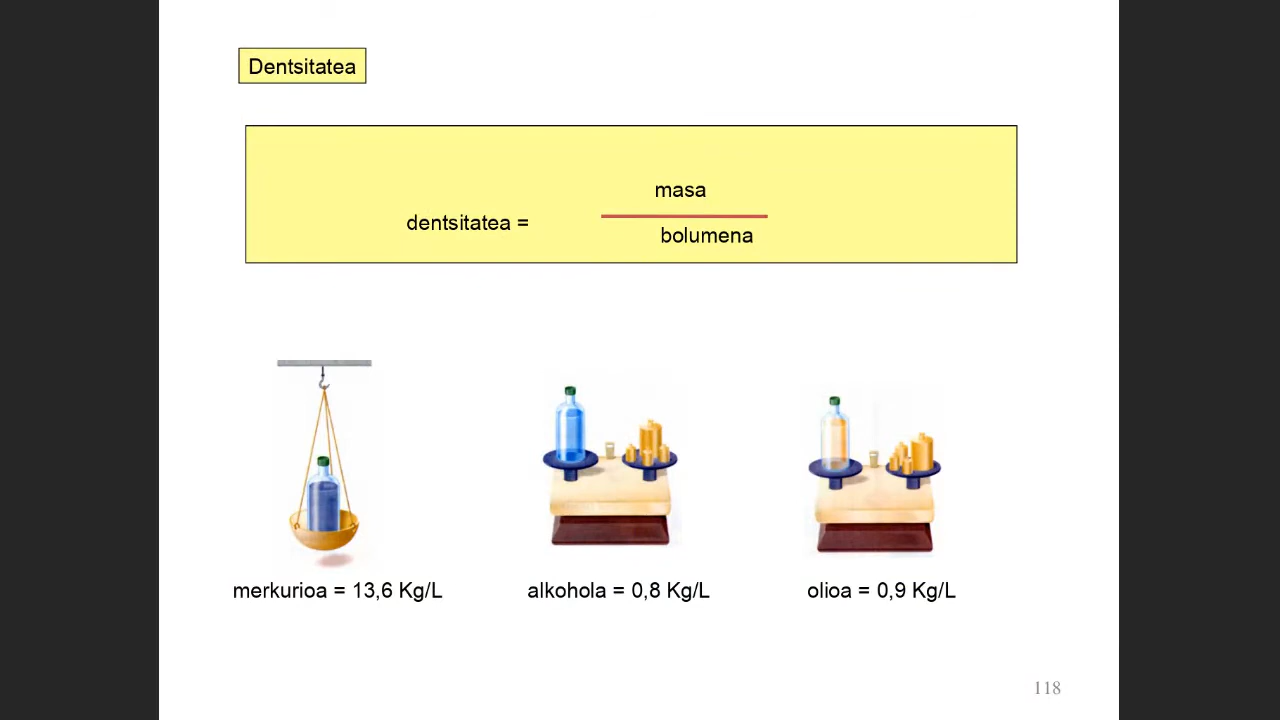 Dentsitatea
masa
dentsitatea =
bolumena
merkurioa = 13,6 Kg/L
alkohola = 0,8 Kg/L
olioa = 0,9 Kg/L
118